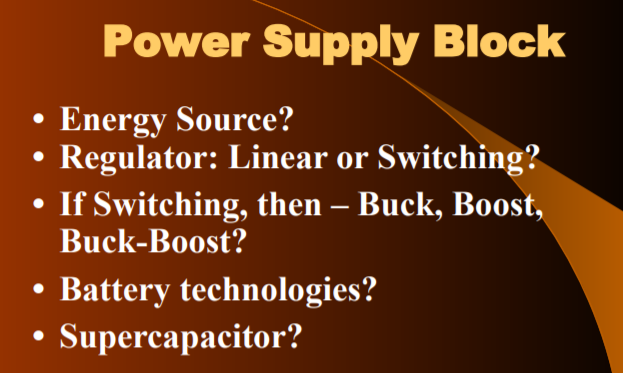 Power Supply Block
• Energy Source?
• Regulator: Linear or Switching?
• If Switching, then – Buck, Boost,
Buck-Boost?
• Battery technologies?
• Supercapacitor?